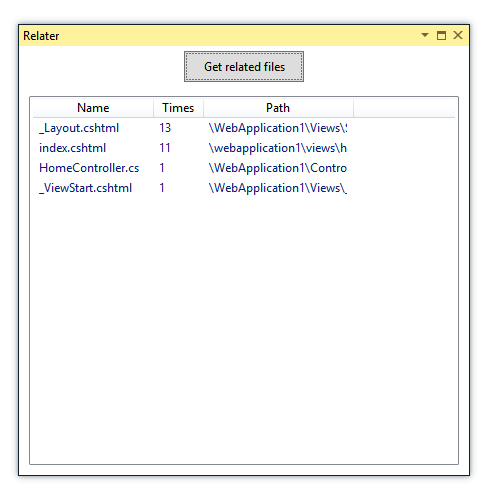 Relater
Get related files
Name Times Path
_Layout.cshtml 13 \WebApplication1\Views\
index.cshtml 11 \webapplication1\views\h
HomeController.cs 1 \WebApplication1\Contro
_ViewStart.cshtml 1 \WebApplication1\Views\_